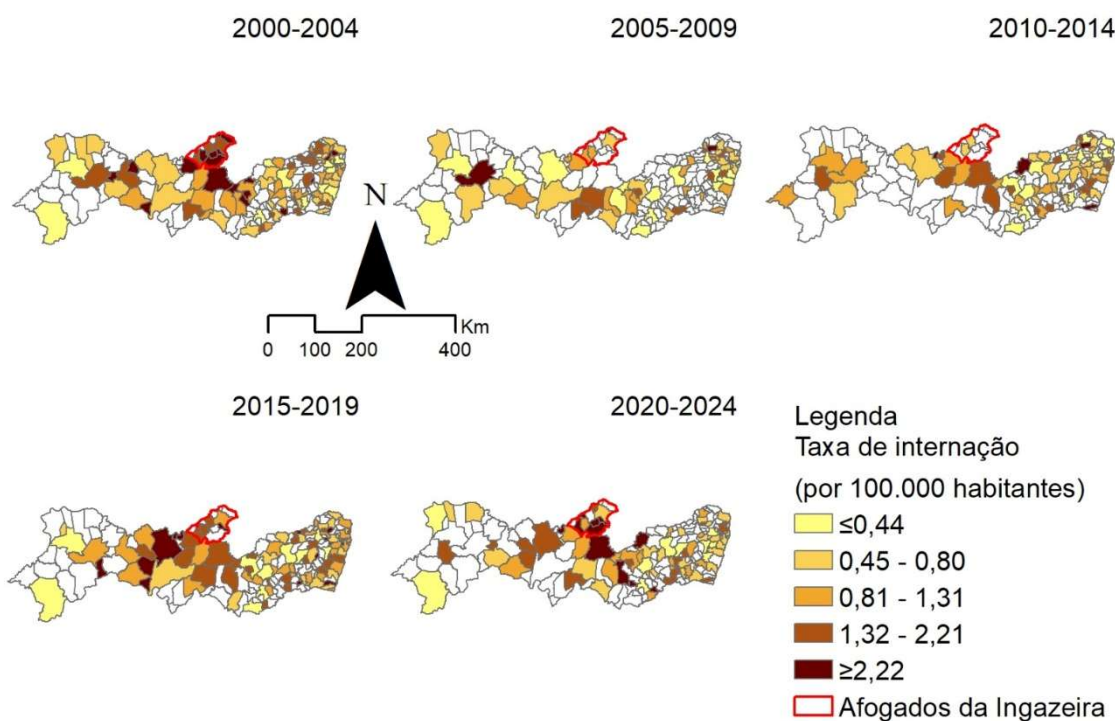 2000-2004
2005-2009
2010-2014
N
Km
0 100 200 400
2015-2019
2020-2024
Legenda
Taxa de internação
(por 100.000 habitantes)
≤0,44
0,45 - 0,80
0,81 - 1,31
1,32 - 2,21
≥2,22
Afogados da Ingazeira